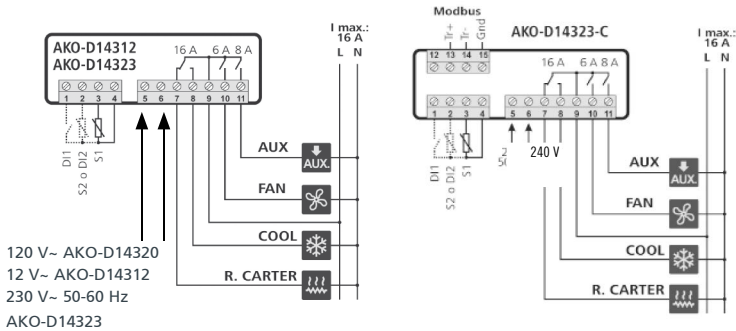 I max.:
16 A
L N
AKO-D14312
AKO-D14323
16 A 6 A 8 A
1 2 3 4 5 6 7 8 9 10 11
DI1
S2 o DI2
S1
AUX
AUX.
FAN
COOL
R. CARTER
120 V~ AKO-D14320
12 V~ AKO-D14312
230 V~ 50-60 Hz
AKO-D14323
Modbus
Tr+
Tr-
Gnd
AKO-D14323-C
I max.:
16 A
L N
12 13 14 15
16 A 6 A 8 A
1 2 3 4 5 6 7 8 9 10 11
DI1
S2 o DI2
S1
240 V
AUX
AUX.
FAN
COOL
R. CARTER